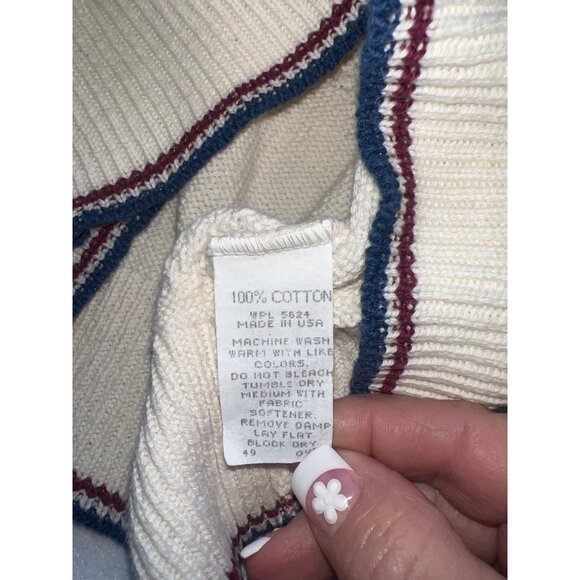 100% COTTON
WPL 5624
MADE IN USA
MACHINE WASH
WARM WITH LIKE
COLORS.
DO NOT BLEACH
TUMBLE DRY
MEDIUM WITH
FABRIC
SOFTENER.
REMOVE DAMP
LAY FLAT
BLOCK DRY
49